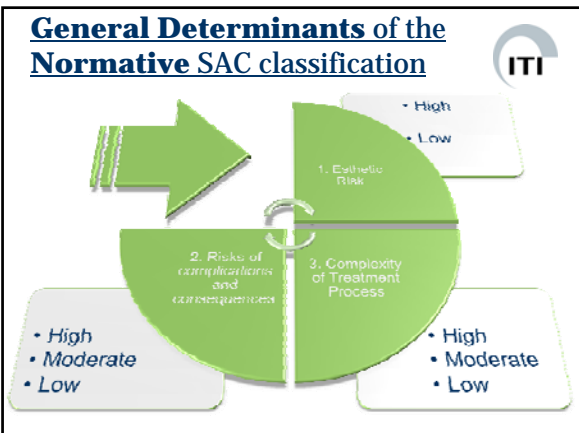 General Determinants of the
Normative SAC classification
ITI
• High
• Low
1. Esthetic
Risk
2. Risks of
complications
and
consequences
3. Complexity
of Treatment
Process
• High
• Moderate
• Low
• High
• Moderate
• Low